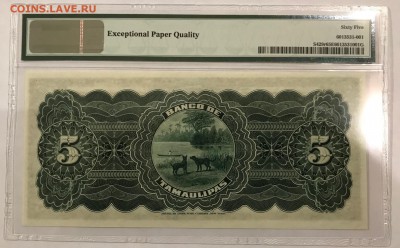 COINS.LAVE.RU
Exceptional Paper Quality
Sixty Five
BANCO DE
5
5
TAMAULIPAS